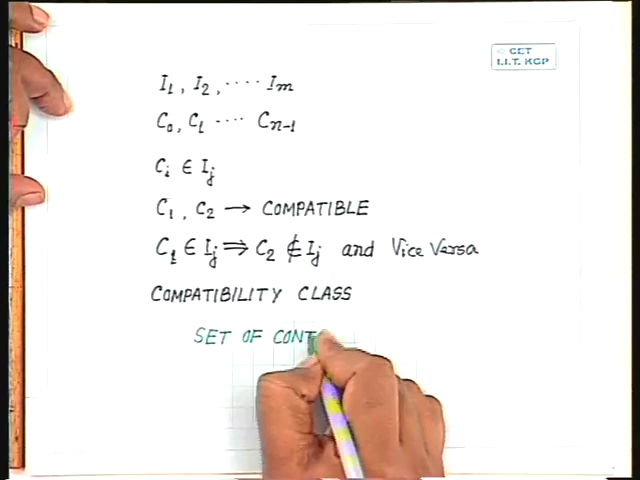 © CET
I.I.T. KGP
I₁, I₂, ···· Iₘ
C₀, C₁ ···· Cₙ₋₁
Cᵢ ∈ Iⱼ
C₁, C₂ → COMPATIBLE
C₁ ∈ Iⱼ ⇒ C₂ ∉ Iⱼ and Vice Versa
COMPATIBILITY CLASS
SET OF CONT